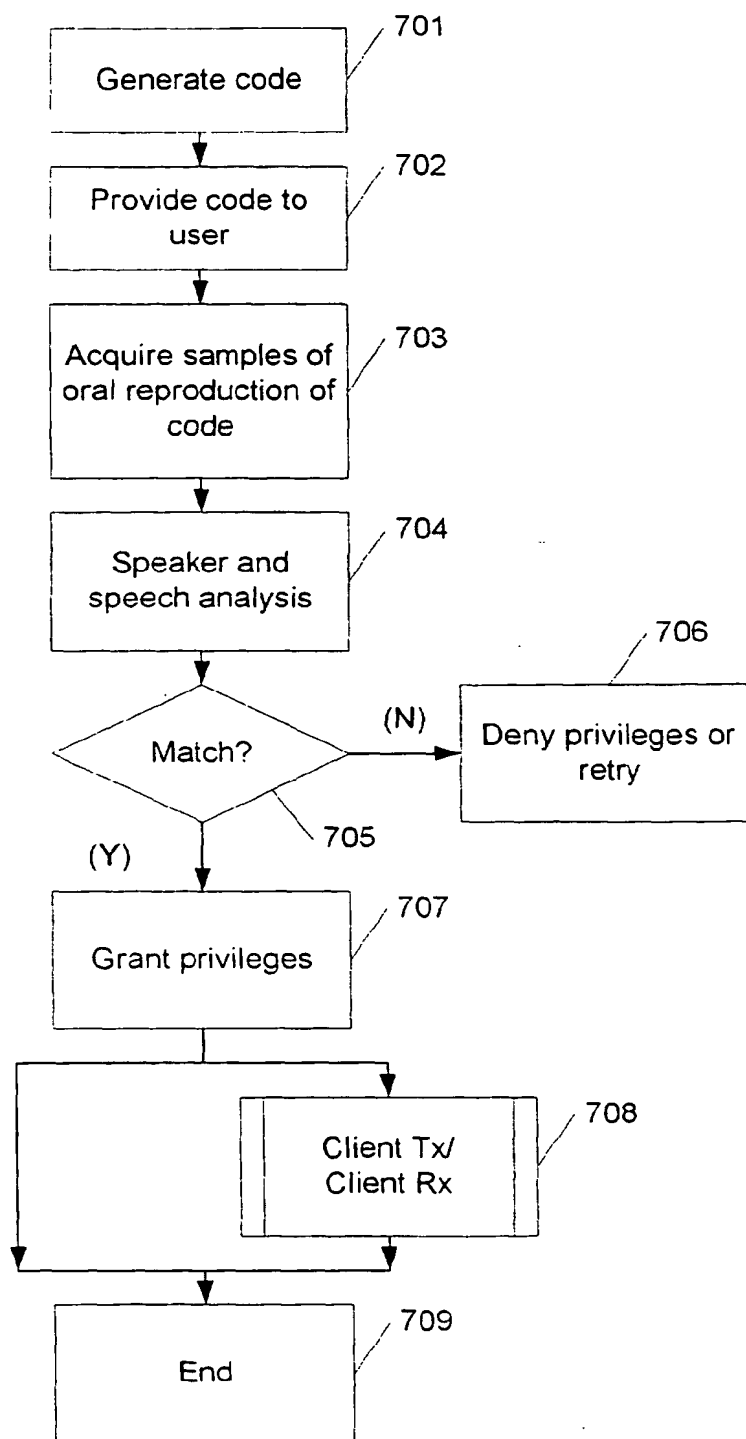 701
Generate code
702
Provide code to
user
703
Acquire samples of
oral reproduction of
code
704
Speaker and
speech analysis
706
(N)
Deny privileges or
retry
Match?
705
(Y)
707
Grant privileges
708
Client Tx/
Client Rx
709
End